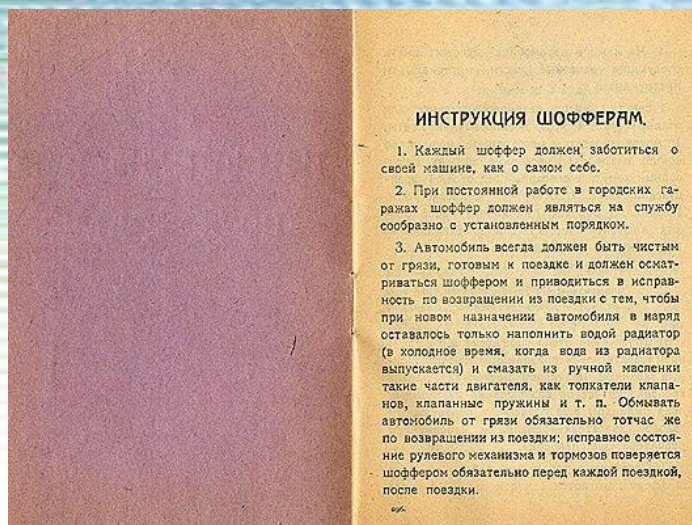 ИНСТРУКЦИЯ ШОФФЕРАМ.
1. Каждый шоффер должен заботиться о
своей машине, как о самом себе.
2. При постоянной работе в городских га-
ражах шоффер должен являться на службу
сообразно с установленным порядком.
3. Автомобиль всегда должен быть чистым
от грязи, готовым к поездке и должен осмат-
риваться шоффером и приводиться в исправ-
ность по возвращении из поездки с тем, чтобы
при новом назначении автомобиля в наряд
оставалось только наполнить водой радиатор
(в холодное время, когда вода из радиатора
выпускается) и смазать из ручной масленки
такие части двигателя, как толкатели клапа-
нов, клапанные пружины и т. п. Обмывать
автомобиль от грязи обязательно тотчас же
по возвращении из поездки; исправное состоя-
ние рулевого механизма и тормозов поверяется
шоффером обязательно перед каждой поездкой,
после поездки.